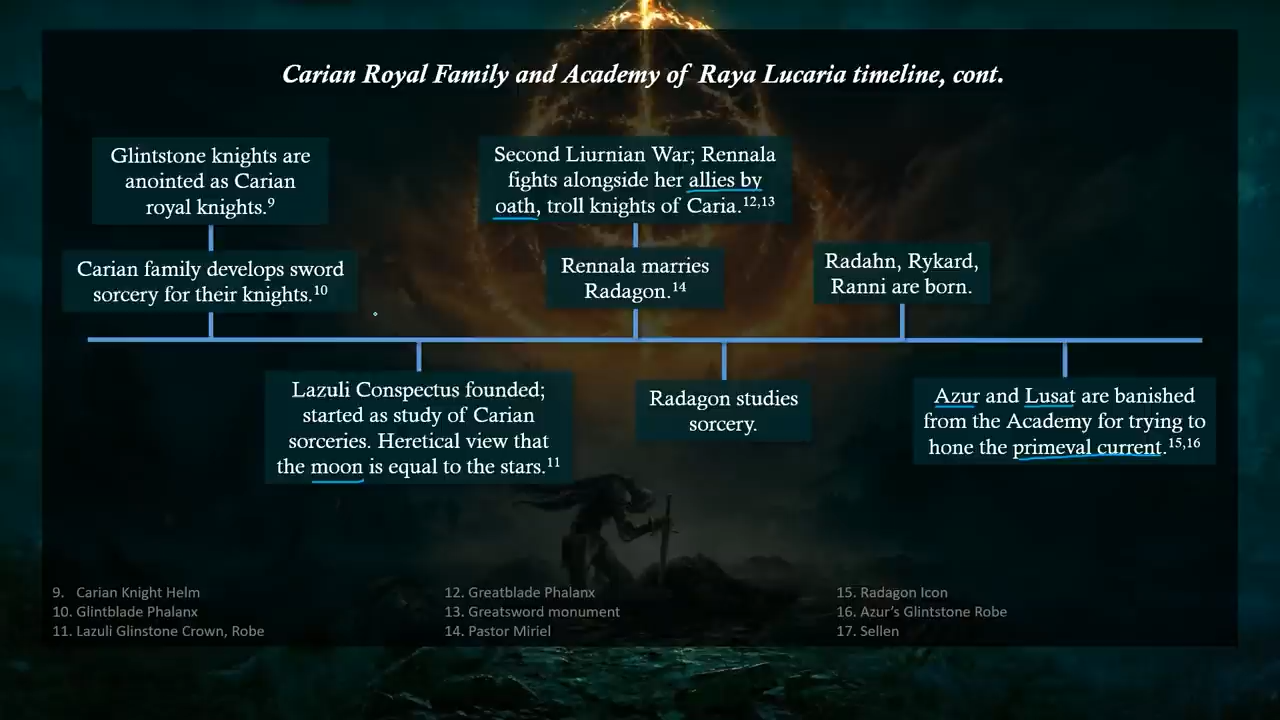 Carian Royal Family and Academy of Raya Lucaria timeline, cont.
Glintstone knights are
anointed as Carian
royal knights.9
Carian family develops sword
sorcery for their knights.10
Lazuli Conspectus founded;
started as study of Carian
sorceries. Heretical view that
the moon is equal to the stars.11
Second Liurnian War; Rennala
fights alongside her allies by
oath, troll knights of Caria.12,13
Rennala marries
Radagon.14
Radagon studies
sorcery.
Radahn, Rykard,
Ranni are born.
Azur and Lusat are banished
from the Academy for trying to
hone the primeval current.15,16
9. Carian Knight Helm
10. Glintblade Phalanx
11. Lazuli Glinstone Crown, Robe
12. Greatblade Phalanx
13. Greatsword monument
14. Pastor Miriel
15. Radagon Icon
16. Azur's Glintstone Robe
17. Sellen